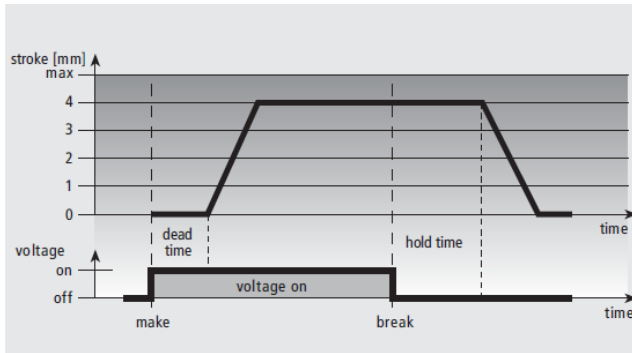 stroke [mm]
max
4
3
2
1
0
time
dead
time
hold time
voltage
on
voltage on
off
time
make
break